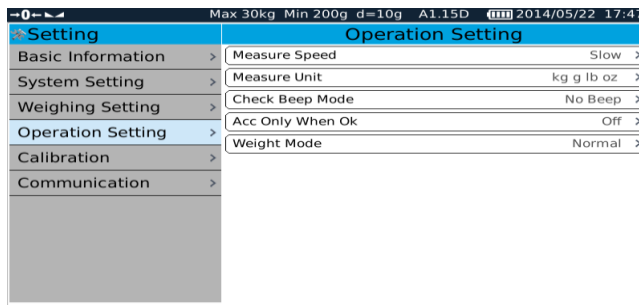 →0← Max 30kg Min 200g d=10g A1.15D 2014/05/22 17:47
Setting
Operation Setting
Basic Information >
System Setting >
Weighing Setting >
Operation Setting >
Calibration >
Communication >
Measure Speed Slow >
Measure Unit kg g lb oz >
Check Beep Mode No Beep >
Acc Only When Ok Off >
Weight Mode Normal >